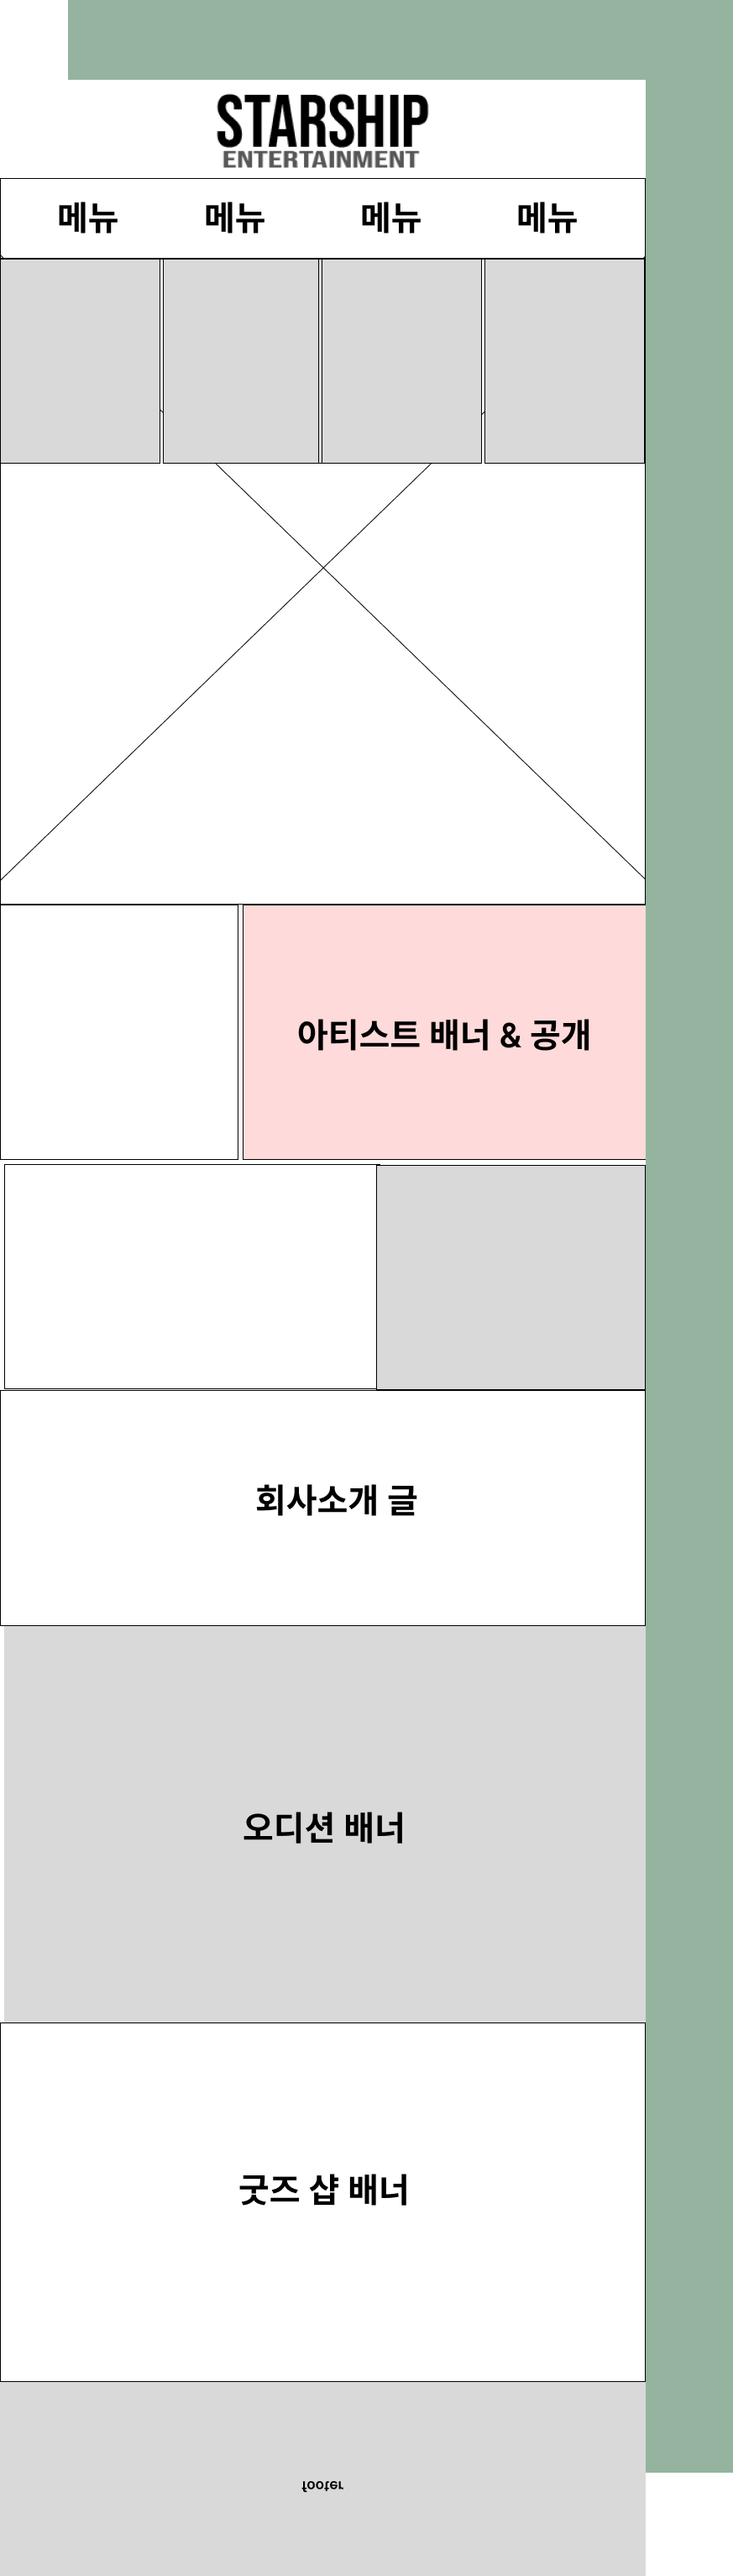 STARSHIP
ENTERTAINMENT
메뉴 메뉴 메뉴 메뉴
아티스트 배너 & 공개
회사소개 글
오디션 배너
굿즈 샵 배너
footer